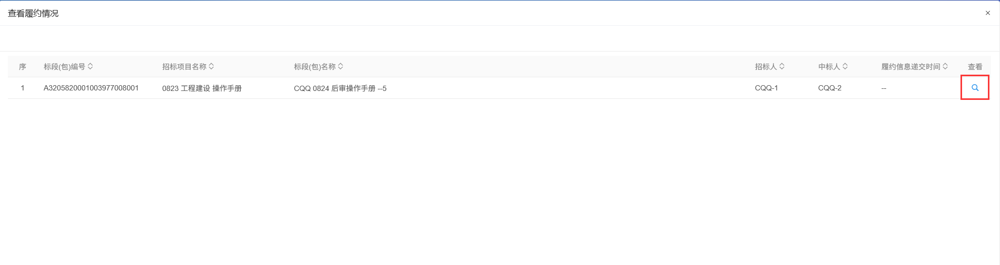 查看履约情况
序 标段(包)编号 招标项目名称 标段(包)名称 招标人 中标人 履约信息递交时间 查看
1 A3205820001003977008001 0823 工程建设 操作手册 CQQ 0824 后审操作手册 --5 CQQ-1 CQQ-2 --